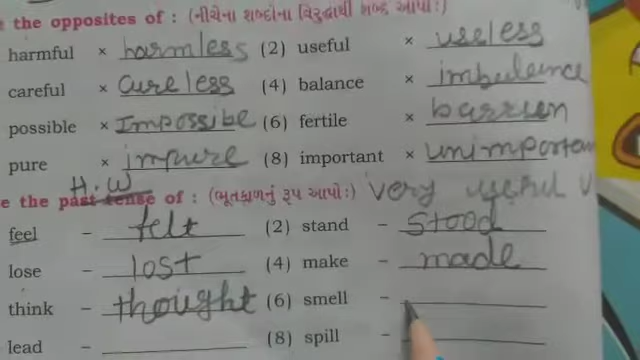 e the opposites of : (નીચેના શબ્દોના વિરુદ્ધાર્થી શબ્દ આપો:)
harmful × harmless (2) useful × useless
careful × careless (4) balance × imbalance
possible × Impossible (6) fertile × barrien
pure × impure (8) important × unimportan
H.W
e the past tense of : (ભૂતકાળનું રૂપ આપો:) Very useful V
feel – felt (2) stand – stood
lose – lost (4) make – made
think – thought (6) smell –
lead – (8) spill –